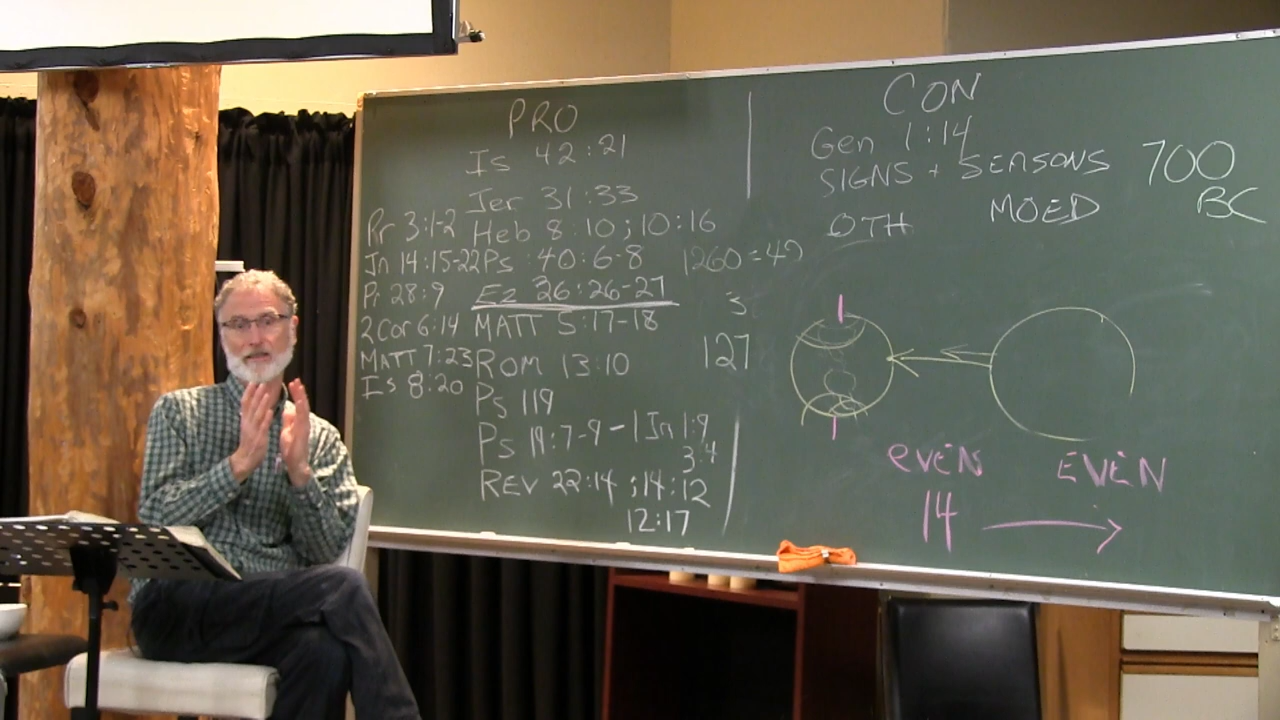 PRO
Is 42:21
Jer 31:33
Pr 3:1-2 Heb 8:10;10:16
Jn 14:15-22 Ps 40:6-8 1260 = 49
Pr 28:9 Ez 36:26-27
2Cor 6:14 MATT 5:17-18
MATT 7:23 ROM 13:10 127
Is 8:20
Ps 119
Ps 19:7-9 - 1 Jn 1:9
3:4
REV 22:14 ;14:12
12:17
CON
Gen 1:14
SIGNS + SEASONS 700
OTH MOED BC
EVEN EVEN
14